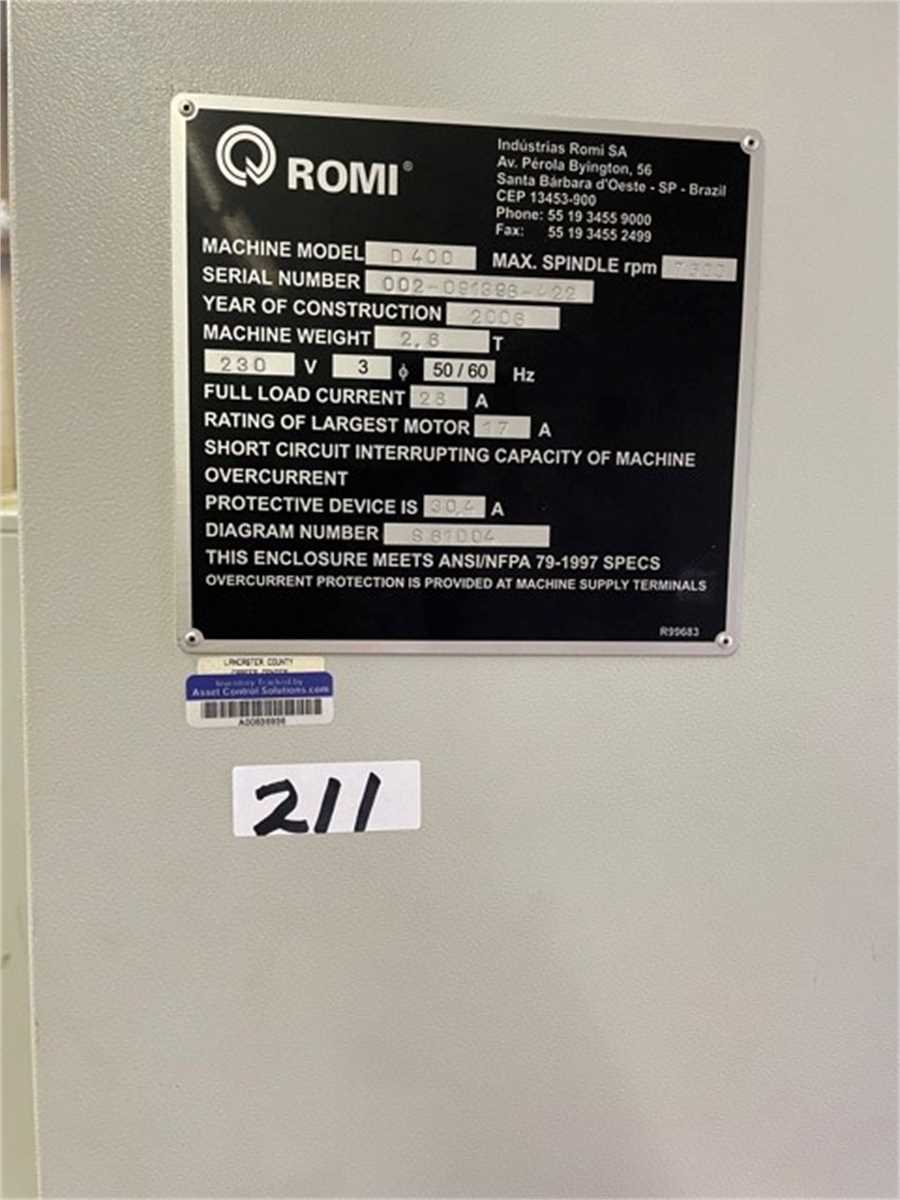 ROMI®
Indústrias Romi SA
Av. Pérola Byington, 56
Santa Bárbara d'Oeste - SP - Brazil
CEP 13453-900
Phone: 55 19 3455 9000
Fax: 55 19 3455 2499
MACHINE MODEL D 400 MAX. SPINDLE rpm
SERIAL NUMBER
YEAR OF CONSTRUCTION 2006
MACHINE WEIGHT 2,6 T
230 V 3 ϕ 50 / 60 Hz
FULL LOAD CURRENT 28 A
RATING OF LARGEST MOTOR 17 A
SHORT CIRCUIT INTERRUPTING CAPACITY OF MACHINE
OVERCURRENT
PROTECTIVE DEVICE IS 30,4 A
DIAGRAM NUMBER
THIS ENCLOSURE MEETS ANSI/NFPA 79-1997 SPECS
OVERCURRENT PROTECTION IS PROVIDED AT MACHINE SUPPLY TERMINALS
R99683
LANCASTER COUNTY
Inventory Tracked by
Asset Control Solutions.com
211